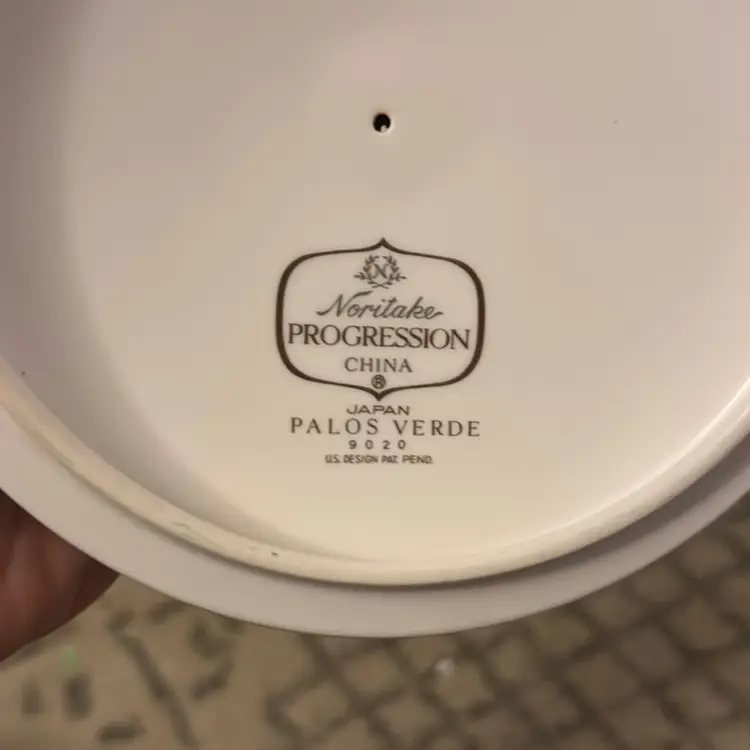 N
Noritake
PROGRESSION
CHINA
®
JAPAN
PALOS VERDE
9020
U.S. DESIGN PAT. PEND.